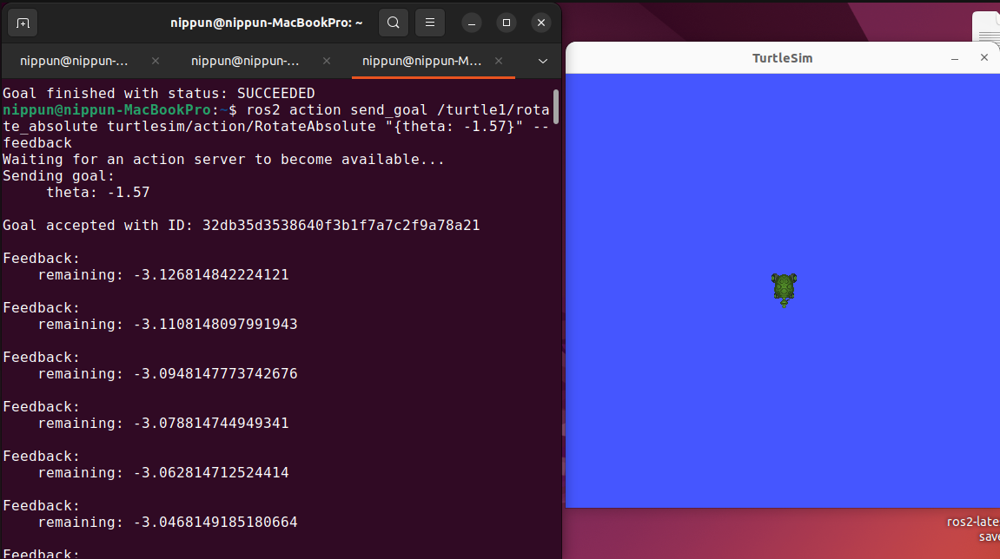 nippun@nippun-MacBookPro: ~
nippun@nippun-...
nippun@nippun-...
nippun@nippun-M...
Goal finished with status: SUCCEEDED
nippun@nippun-MacBookPro:~$ ros2 action send_goal /turtle1/rota
te_absolute turtlesim/action/RotateAbsolute "{theta: -1.57}" --
feedback
Waiting for an action server to become available...
Sending goal:
theta: -1.57
Goal accepted with ID: 32db35d3538640f3b1f7a7c2f9a78a21
Feedback:
remaining: -3.126814842224121
Feedback:
remaining: -3.1108148097991943
Feedback:
remaining: -3.0948147773742676
Feedback:
remaining: -3.078814744949341
Feedback:
remaining: -3.062814712524414
Feedback:
remaining: -3.0468149185180664
Feedback:
TurtleSim
ros2-late
save